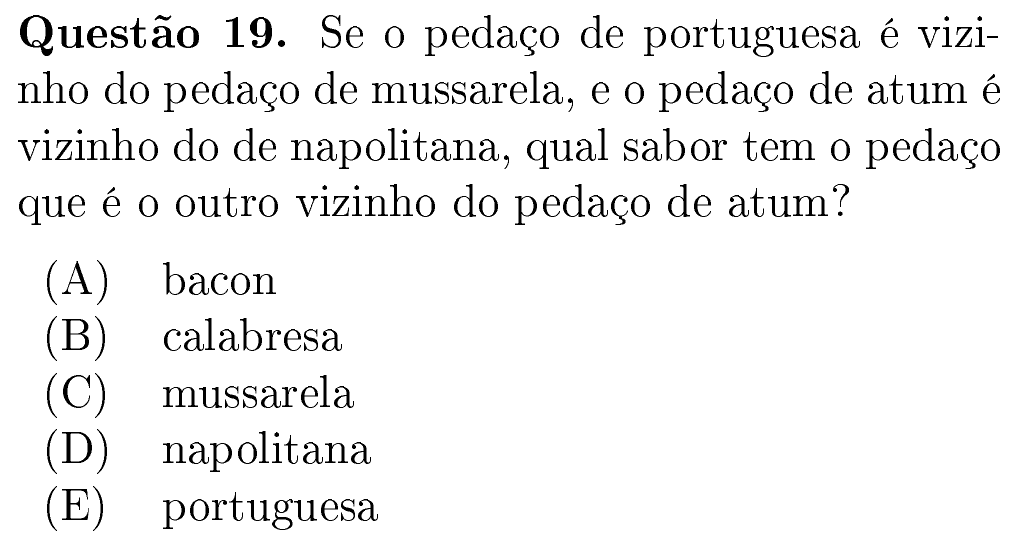 Questão 19. Se o pedaço de portuguesa é vizi-
nho do pedaço de mussarela, e o pedaço de atum é
vizinho do de napolitana, qual sabor tem o pedaço
que é o outro vizinho do pedaço de atum?
(A) bacon
(B) calabresa
(C) mussarela
(D) napolitana
(E) portuguesa